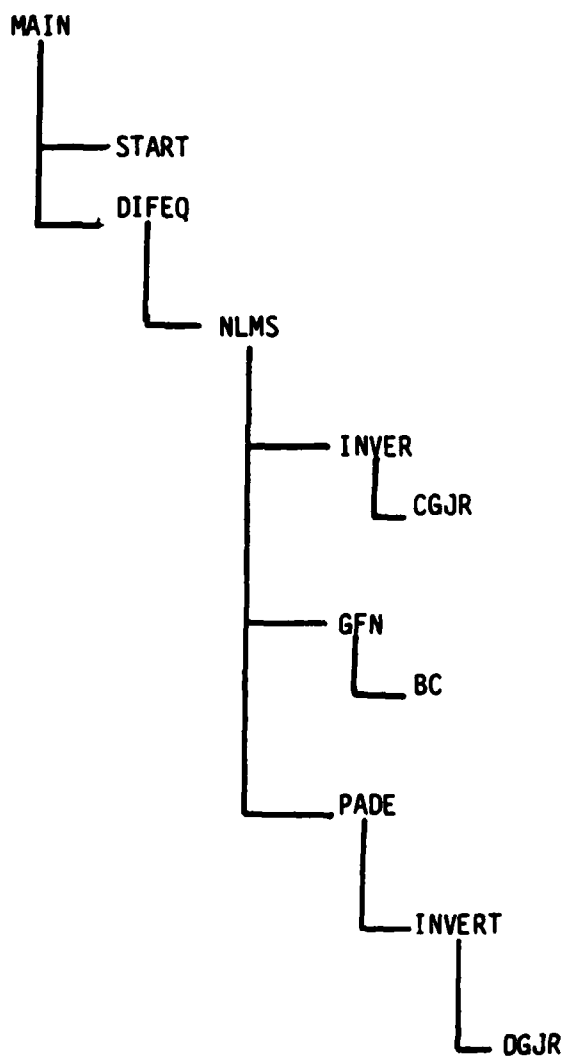 MAIN
START
DIFEQ
NLMS
INVER
CGJR
GFN
BC
PADE
INVERT
DGJR